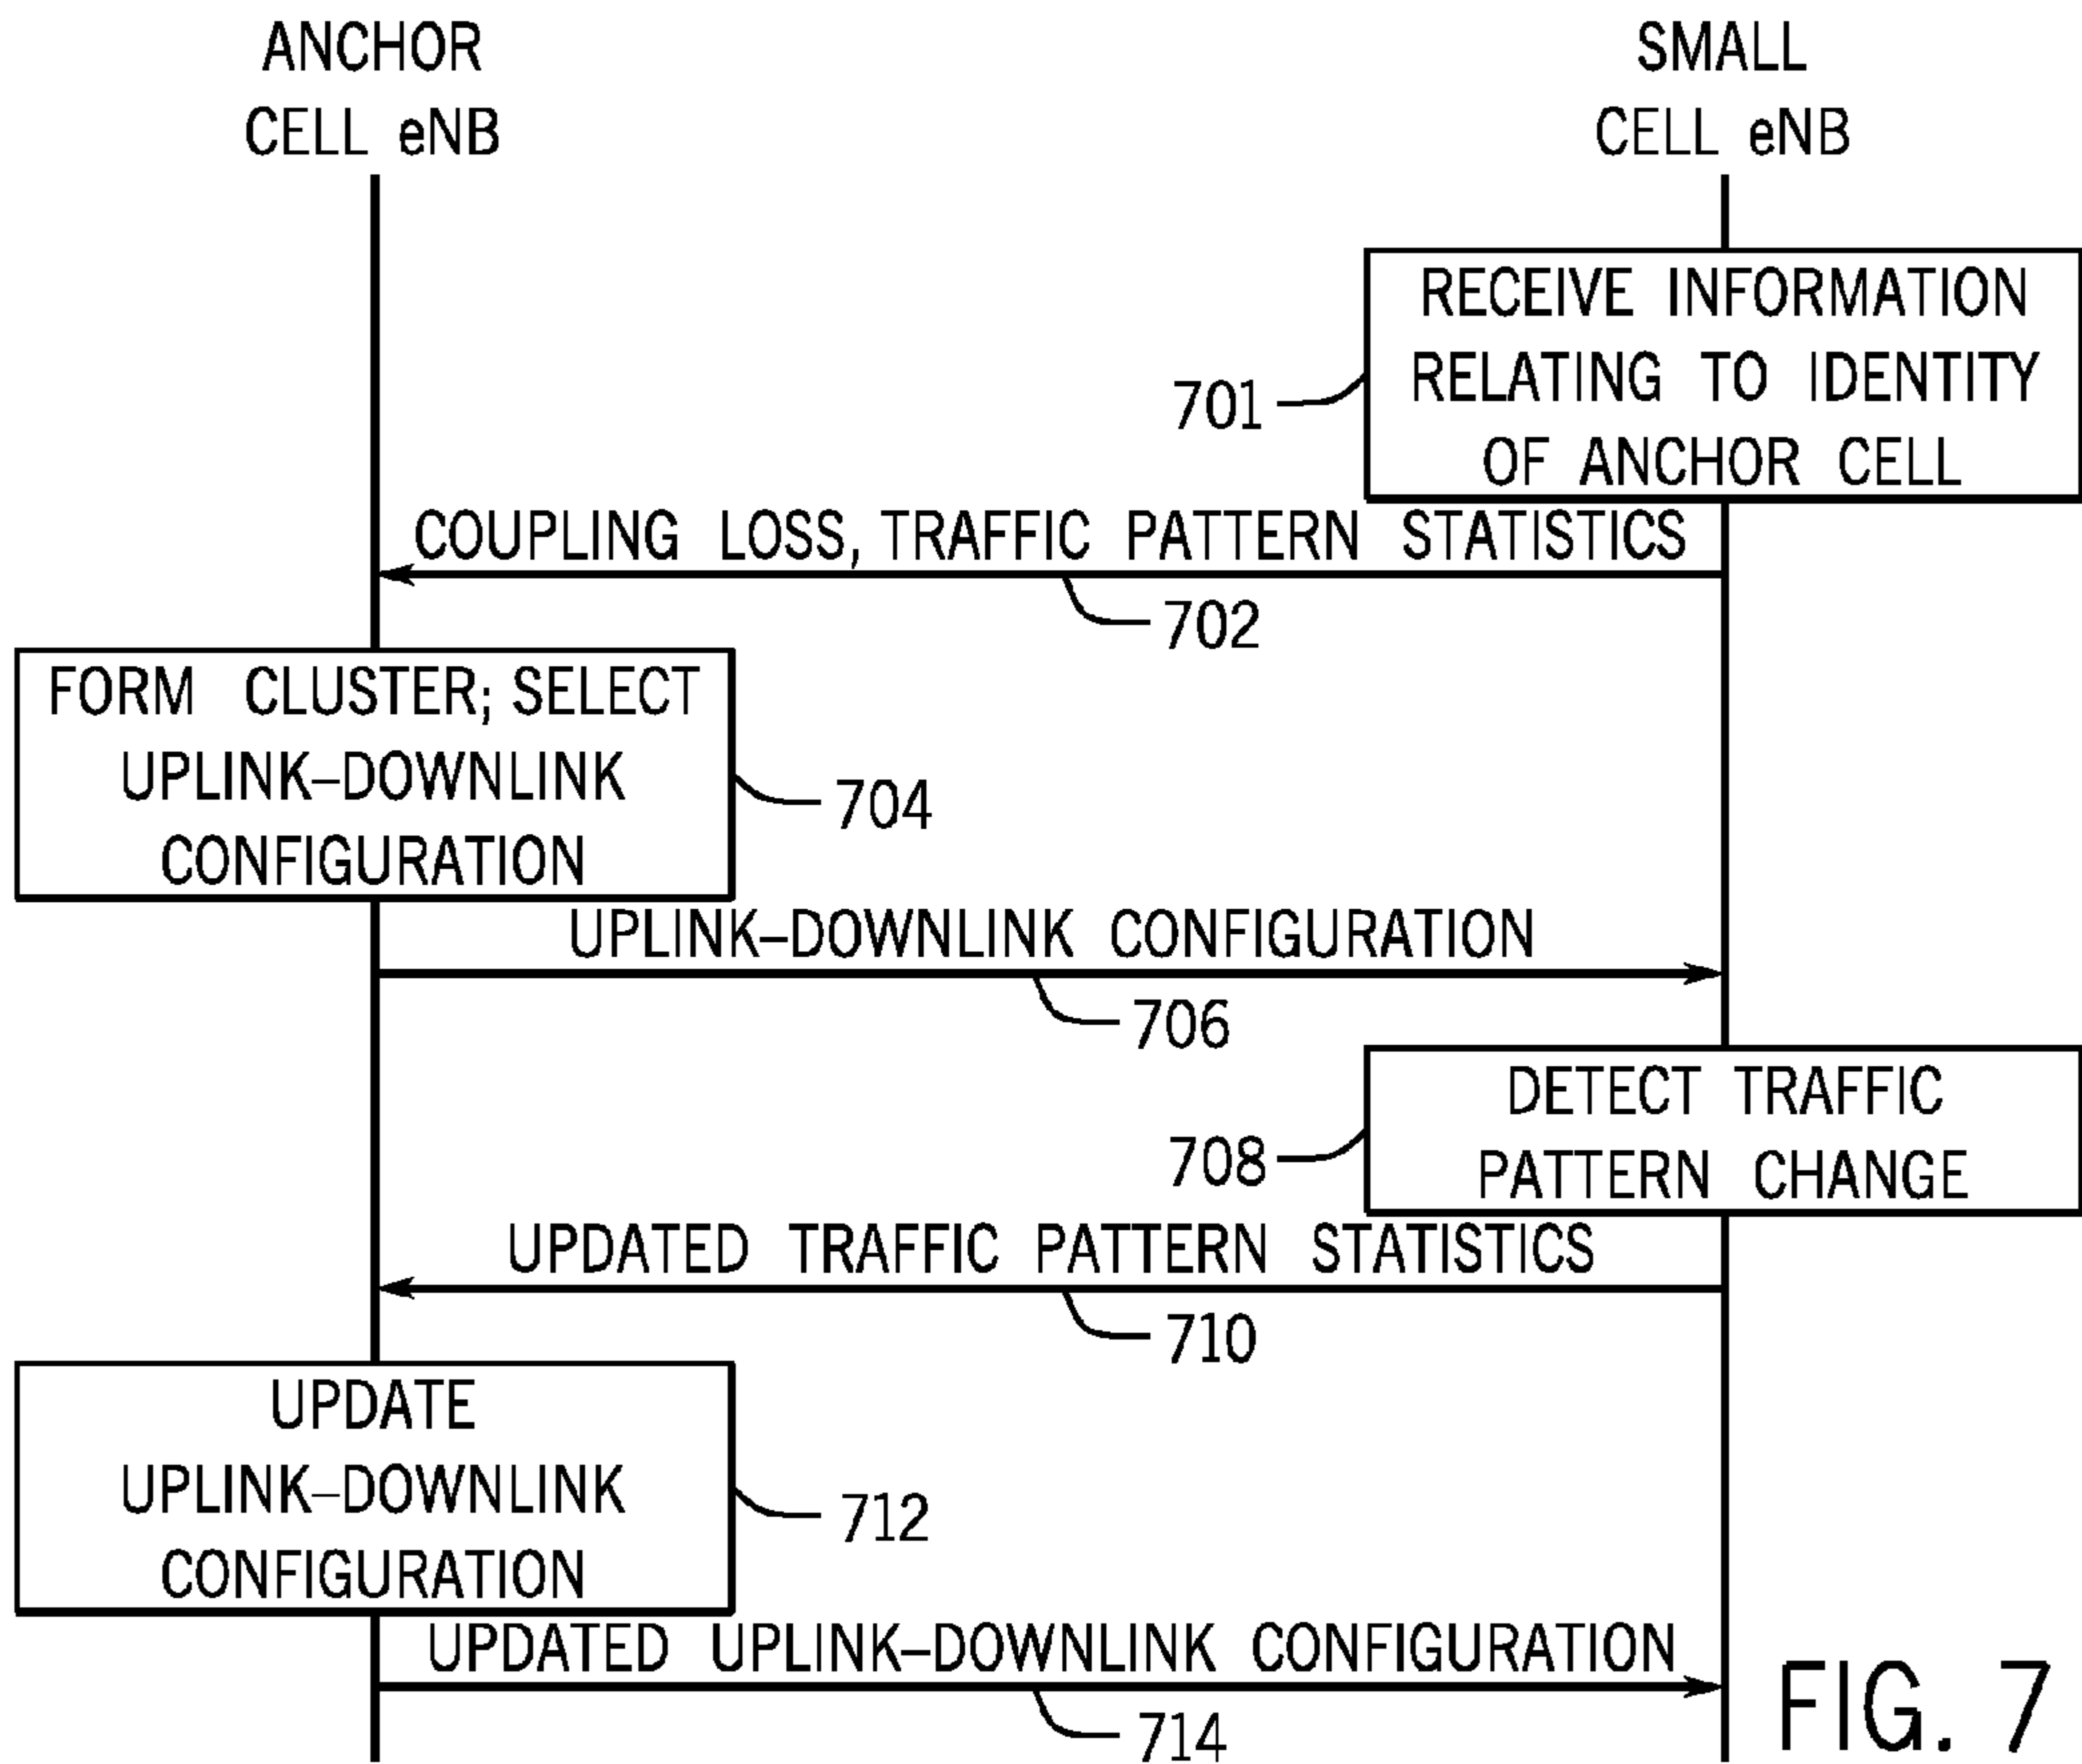 ANCHOR
CELL eNB
SMALL
CELL eNB
RECEIVE INFORMATION
RELATING TO IDENTITY
OF ANCHOR CELL
701
COUPLING LOSS, TRAFFIC PATTERN STATISTICS
702
FORM CLUSTER; SELECT
UPLINK–DOWNLINK
CONFIGURATION
704
UPLINK–DOWNLINK CONFIGURATION
706
DETECT TRAFFIC
PATTERN CHANGE
708
UPDATED TRAFFIC PATTERN STATISTICS
710
UPDATE
UPLINK–DOWNLINK
CONFIGURATION
712
UPDATED UPLINK–DOWNLINK CONFIGURATION
714
FIG. 7